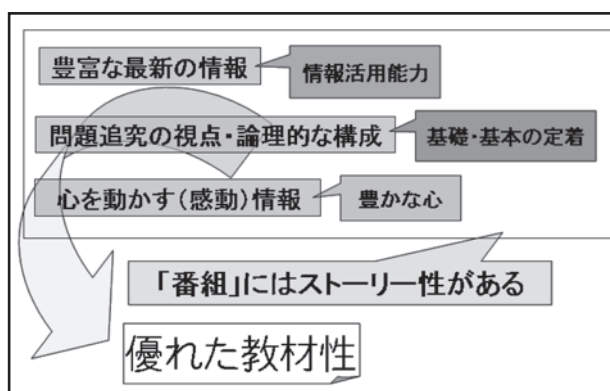 豊富な最新の情報
情報活用能力
問題追究の視点・論理的な構成
基礎・基本の定着
心を動かす（感動）情報
豊かな心
「番組」にはストーリー性がある
優れた教材性